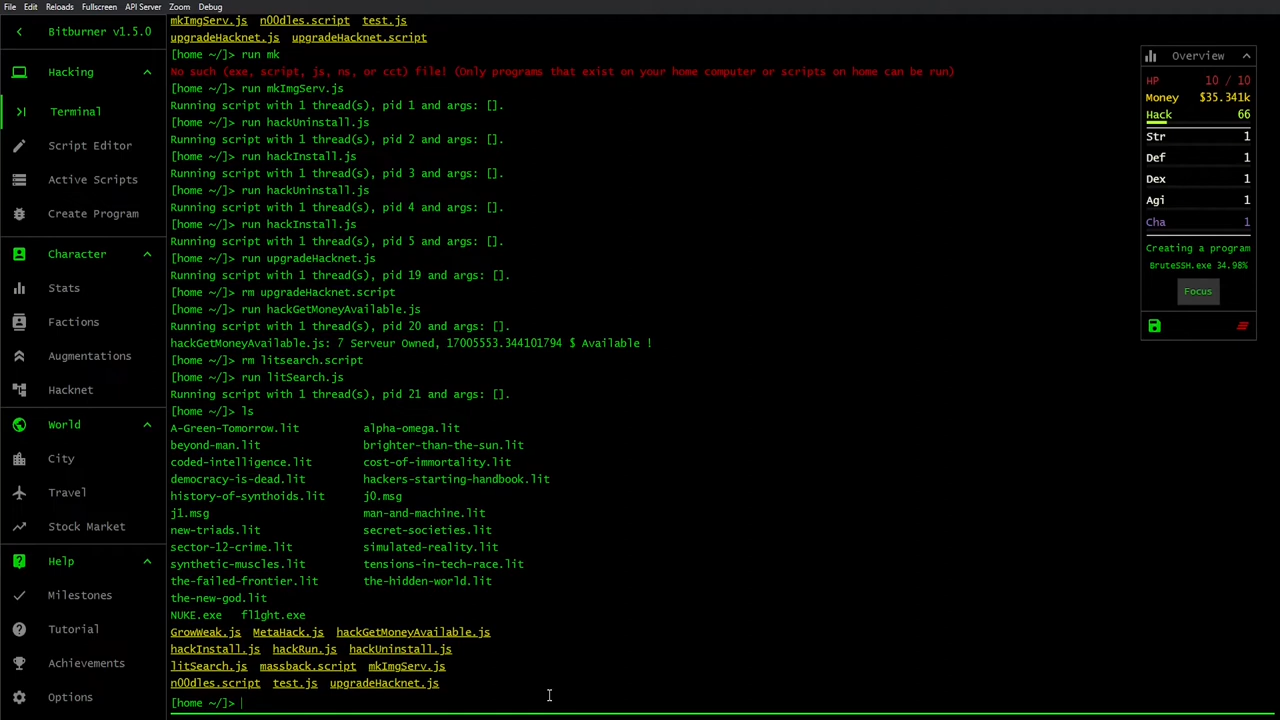 File Edit Reloads Fullscreen API Server Zoom Debug
Bitburner v1.5.0
Hacking
Terminal
Script Editor
Active Scripts
Create Program
Character
Stats
Factions
Augmentations
Hacknet
World
City
Travel
Stock Market
Help
Milestones
Tutorial
Achievements
Options
mkImgServ.js n00dles.script test.js
upgradeHacknet.js upgradeHacknet.script
[home ~/]> run mk
No such (exe, script, js, ns, or cct) file! (Only programs that exist on your home computer or scripts on home can be run)
[home ~/]> run mkImgServ.js
Running script with 1 thread(s), pid 1 and args: [].
[home ~/]> run hackUninstall.js
Running script with 1 thread(s), pid 2 and args: [].
[home ~/]> run hackInstall.js
Running script with 1 thread(s), pid 3 and args: [].
[home ~/]> run hackUninstall.js
Running script with 1 thread(s), pid 4 and args: [].
[home ~/]> run hackInstall.js
Running script with 1 thread(s), pid 5 and args: [].
[home ~/]> run upgradeHacknet.js
Running script with 1 thread(s), pid 19 and args: [].
[home ~/]> rm upgradeHacknet.script
[home ~/]> run hackGetMoneyAvailable.js
Running script with 1 thread(s), pid 20 and args: [].
hackGetMoneyAvailable.js: 7 Serveur Owned, 17005553.344101794 $ Available !
[home ~/]> rm litsearch.script
[home ~/]> run litSearch.js
Running script with 1 thread(s), pid 21 and args: [].
[home ~/]> ls
A-Green-Tomorrow.lit alpha-omega.lit
beyond-man.lit brighter-than-the-sun.lit
coded-intelligence.lit cost-of-immortality.lit
democracy-is-dead.lit hackers-starting-handbook.lit
history-of-synthoids.lit j0.msg
j1.msg man-and-machine.lit
new-triads.lit secret-societies.lit
sector-12-crime.lit simulated-reality.lit
synthetic-muscles.lit tensions-in-tech-race.lit
the-failed-frontier.lit the-hidden-world.lit
the-new-god.lit
NUKE.exe fl1ght.exe
GrowWeak.js MetaHack.js hackGetMoneyAvailable.js
hackInstall.js hackRun.js hackUninstall.js
litSearch.js massback.script mkImgServ.js
n00dles.script test.js upgradeHacknet.js
[home ~/]>
Overview
HP 10 / 10
Money $35.341k
Hack 66
Str 1
Def 1
Dex 1
Agi 1
Cha 1
Creating a program
BruteSSH.exe 34.98%
Focus